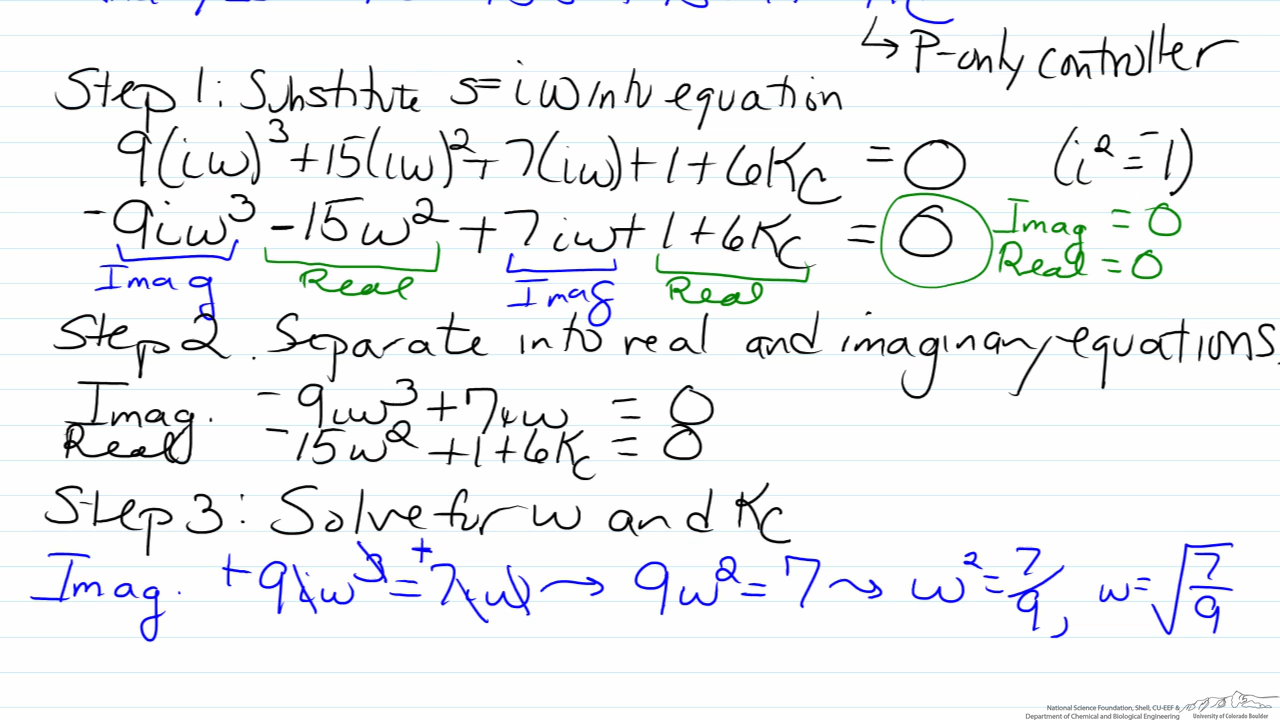 ↳ P-only controller
Step 1: Substitute s=iω into equation
9(iω)³+15(iω)²+7(iω)+1+6Kc =0 (i²=-1)
-9iω³ -15ω² +7iω+1+6Kc =0 Imag = 0
Real =0
Imag Real Imag Real
Step 2. Separate into real and imaginary equations.
Imag. -9iω³+7iω = 0
Real -15ω²+1+6Kc = 0
Step 3: Solve for ω and Kc
Imag. +9iω³=+7iω → 9ω²=7 → ω²=7/9, ω=√7/9
National Science Foundation, Shell, CU-EEF &
Department of Chemical and Biological Engineering
University of Colorado Boulder